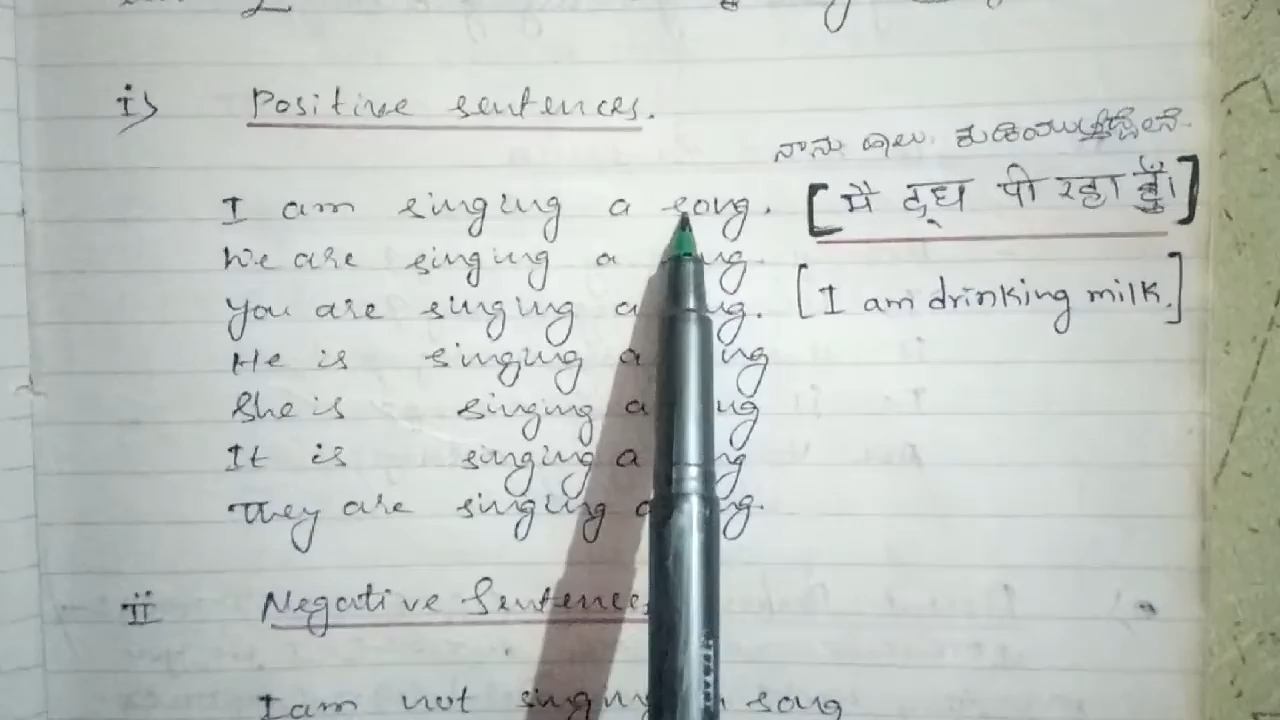 i> Positive sentences.
ನಾನು ಹಾಲು ಕುಡಿಯುತ್ತಿದ್ದೇನೆ.
I am singing a song. [मै दूध पी रहा हुँ।]
We are singing a
You are singing a [I am drinking milk.]
He is singing a
She is singing a
It is singing a
They are singing
ii Negative Sentences
I am not singing song